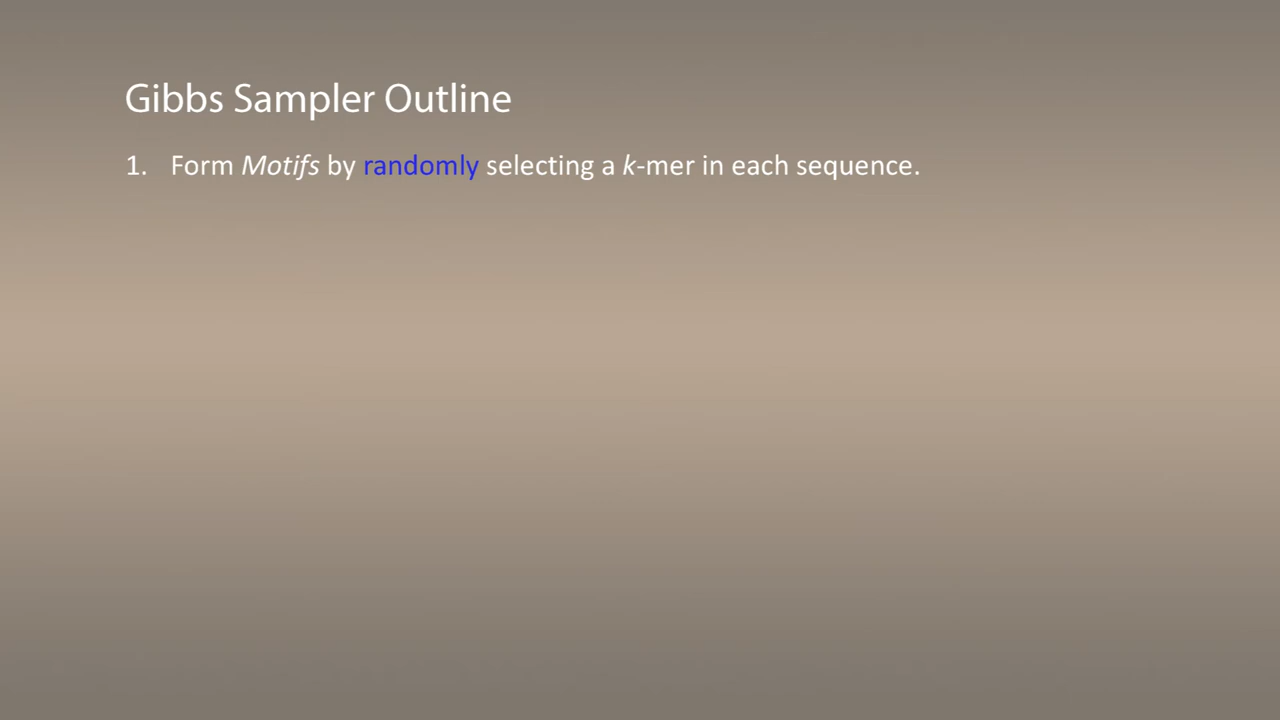 Gibbs Sampler Outline
1. Form Motifs by randomly selecting a k-mer in each sequence.